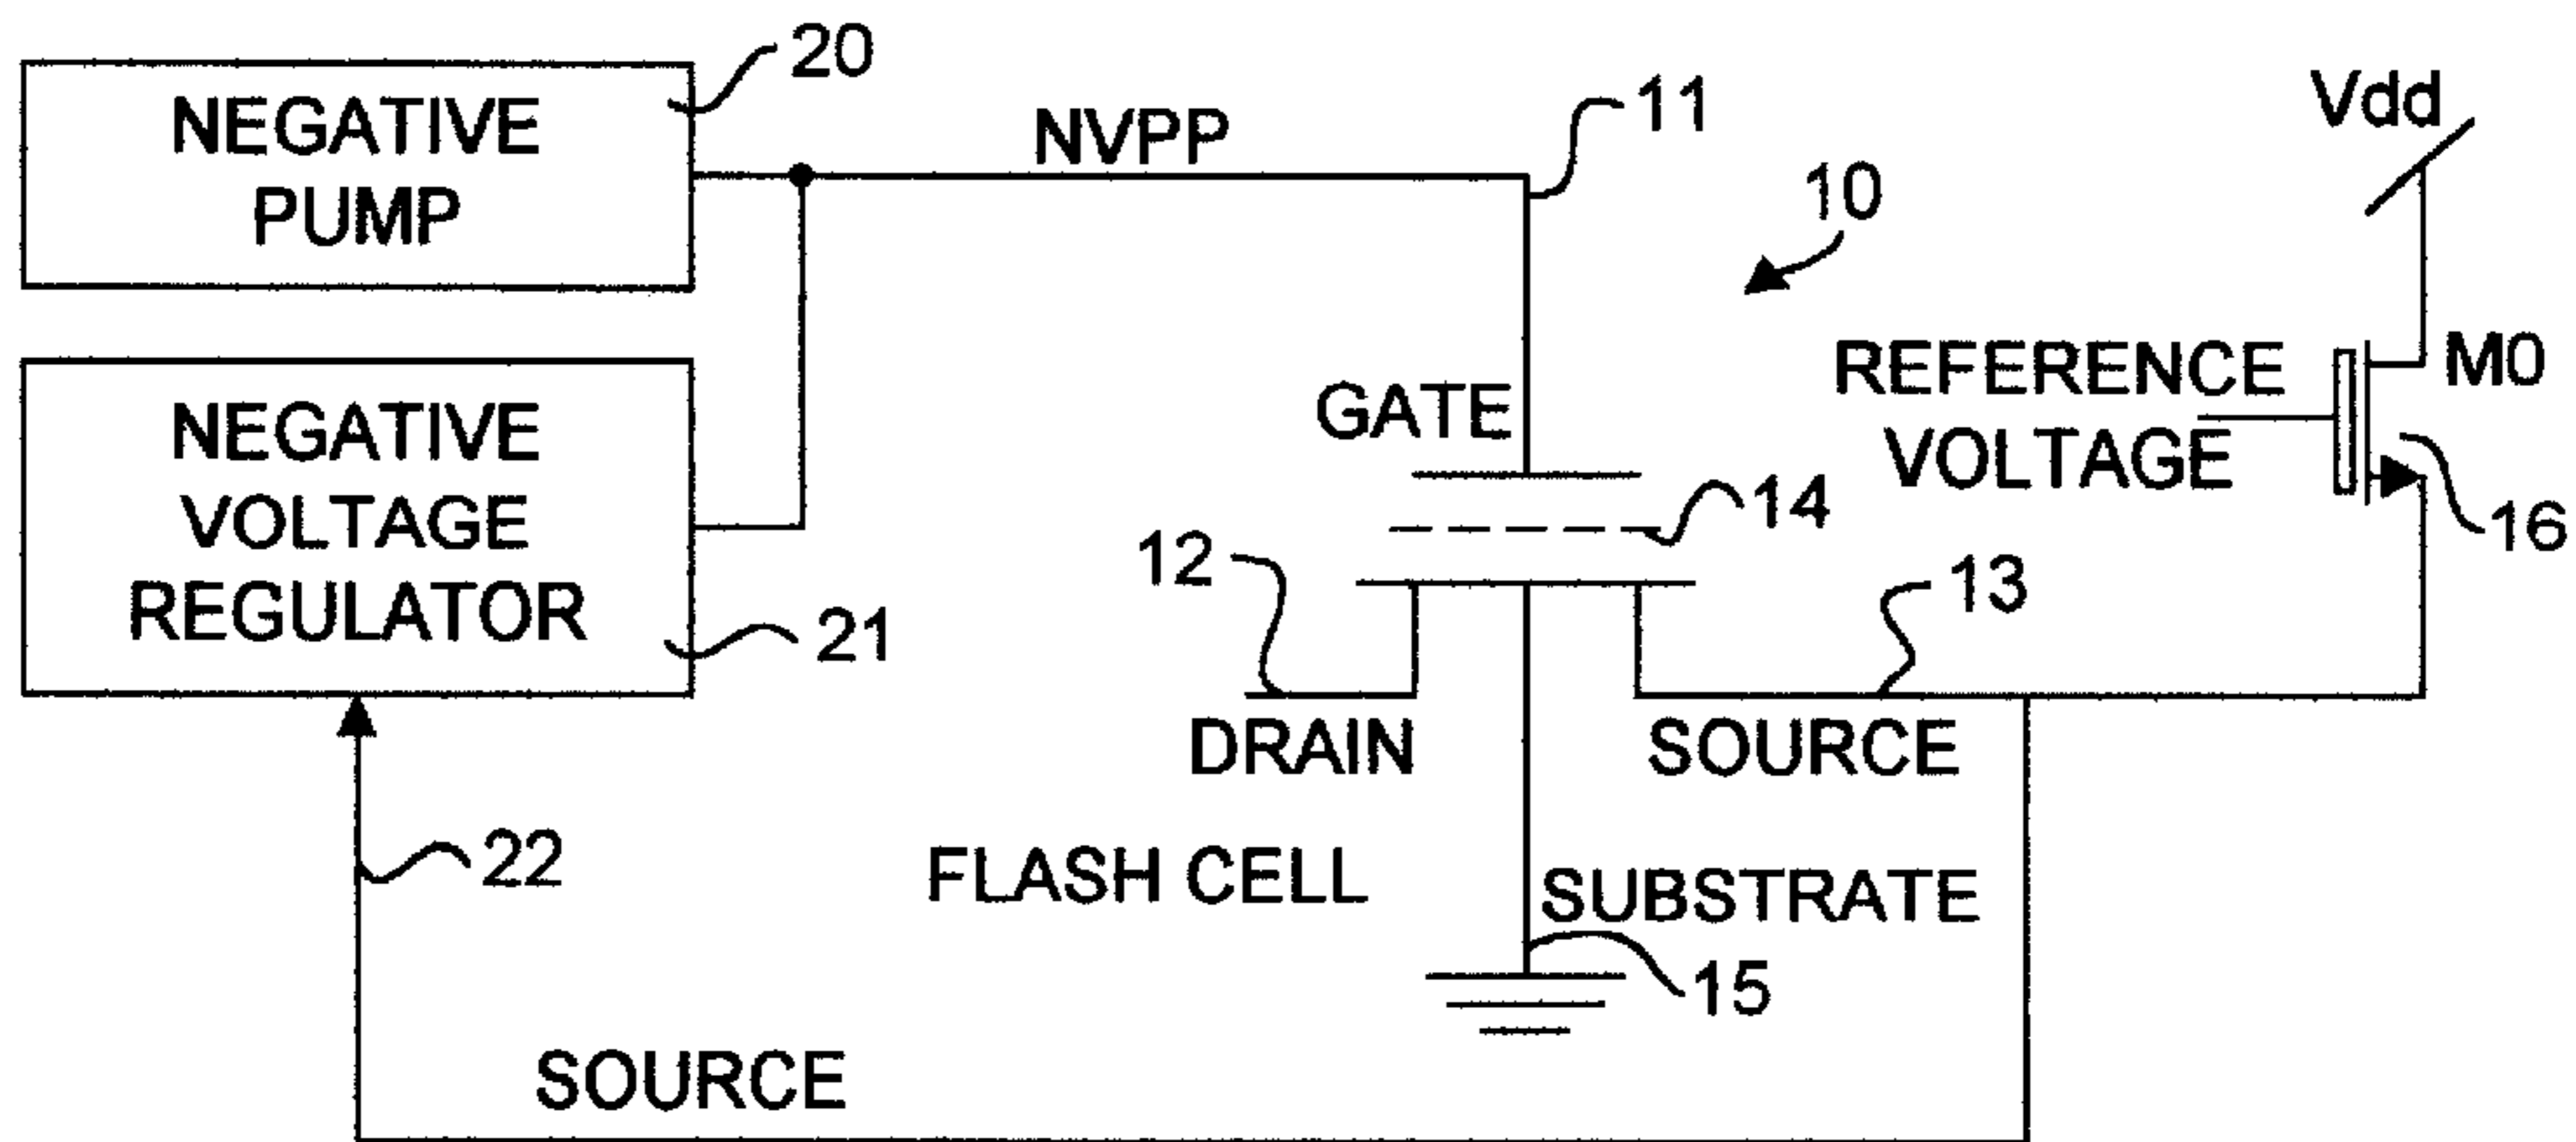 20
NEGATIVE
PUMP
NVPP
11
Vdd
10
NEGATIVE
VOLTAGE
REGULATOR
21
GATE
REFERENCE
VOLTAGE
M0
16
14
12
13
DRAIN
SOURCE
22
FLASH CELL
SUBSTRATE
15
SOURCE